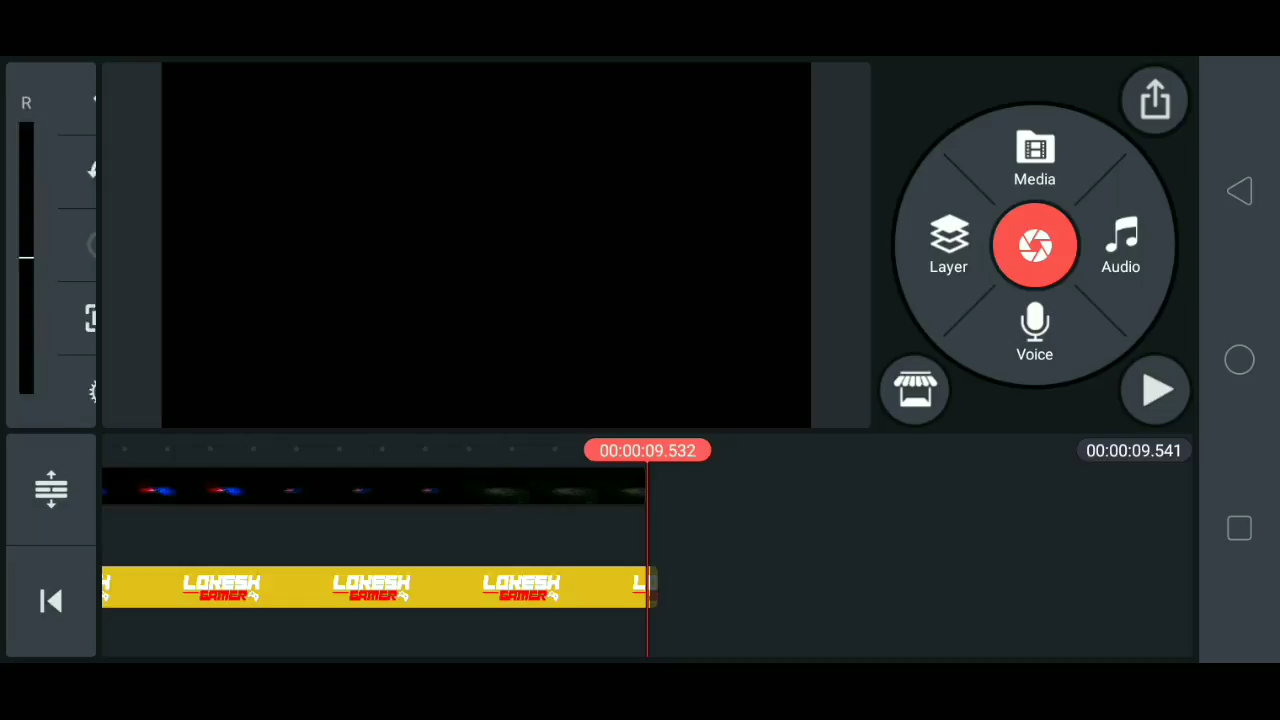 R
Media
Layer
Audio
Voice
00:00:09.532
00:00:09.541
LOKESH
GAMER
LOKESH
GAMER
LOKESH
GAMER